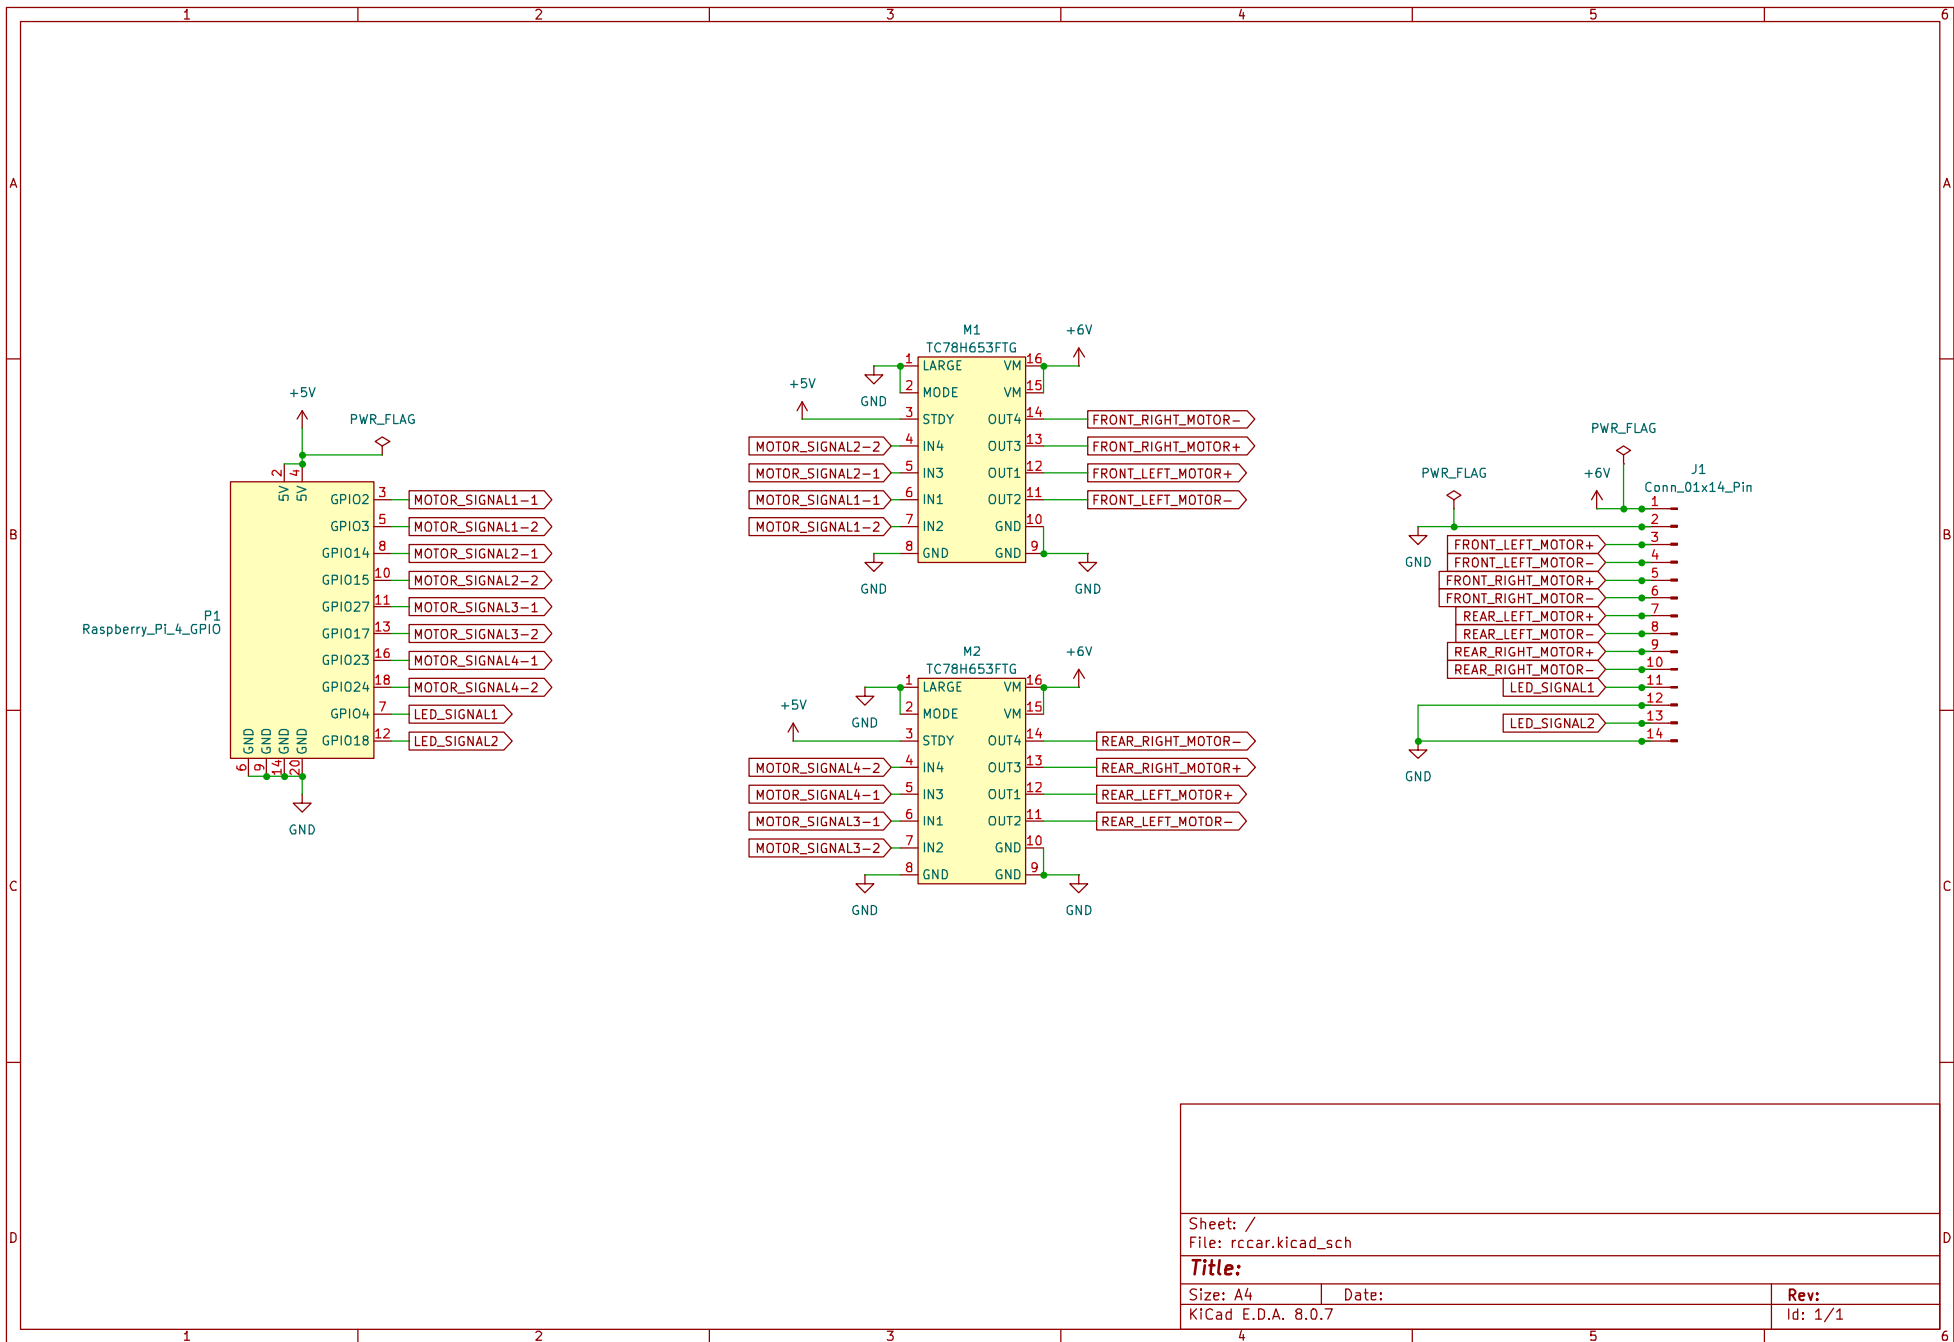 1 2 3 4 5 6
A A
B B
C C
D D
+5V
PWR_FLAG
2 4
5V 5V
P1
Raspberry_Pi_4_GPIO
GPIO2 3 MOTOR_SIGNAL1-1
GPIO3 5 MOTOR_SIGNAL1-2
GPIO14 8 MOTOR_SIGNAL2-1
GPIO15 10 MOTOR_SIGNAL2-2
GPIO27 11 MOTOR_SIGNAL3-1
GPIO17 13 MOTOR_SIGNAL3-2
GPIO23 16 MOTOR_SIGNAL4-1
GPIO24 18 MOTOR_SIGNAL4-2
GPIO4 7 LED_SIGNAL1
GPIO18 12 LED_SIGNAL2
GND GND GND GND
6 9 14 20
GND
M1
TC78H653FTG
+6V
+5V
GND
1 LARGE VM 16
2 MODE VM 15
3 STDY OUT4 14 FRONT_RIGHT_MOTOR-
MOTOR_SIGNAL2-2 4 IN4 OUT3 13 FRONT_RIGHT_MOTOR+
MOTOR_SIGNAL2-1 5 IN3 OUT1 12 FRONT_LEFT_MOTOR+
MOTOR_SIGNAL1-1 6 IN1 OUT2 11 FRONT_LEFT_MOTOR-
MOTOR_SIGNAL1-2 7 IN2 GND 10
8 GND GND 9
GND GND
M2
TC78H653FTG
+6V
+5V
GND
1 LARGE VM 16
2 MODE VM 15
3 STDY OUT4 14 REAR_RIGHT_MOTOR-
MOTOR_SIGNAL4-2 4 IN4 OUT3 13 REAR_RIGHT_MOTOR+
MOTOR_SIGNAL4-1 5 IN3 OUT1 12 REAR_LEFT_MOTOR+
MOTOR_SIGNAL3-1 6 IN1 OUT2 11 REAR_LEFT_MOTOR-
MOTOR_SIGNAL3-2 7 IN2 GND 10
8 GND GND 9
GND GND
PWR_FLAG
PWR_FLAG
+6V
J1
Conn_01x14_Pin
1
2
GND
FRONT_LEFT_MOTOR+ 3
FRONT_LEFT_MOTOR- 4
FRONT_RIGHT_MOTOR+ 5
FRONT_RIGHT_MOTOR- 6
REAR_LEFT_MOTOR+ 7
REAR_LEFT_MOTOR- 8
REAR_RIGHT_MOTOR+ 9
REAR_RIGHT_MOTOR- 10
LED_SIGNAL1 11
12
LED_SIGNAL2 13
14
GND
Sheet: /
File: rccar.kicad_sch
Title:
Size: A4 Date: Rev:
KiCad E.D.A. 8.0.7 Id: 1/1
1 2 3 4 5 6